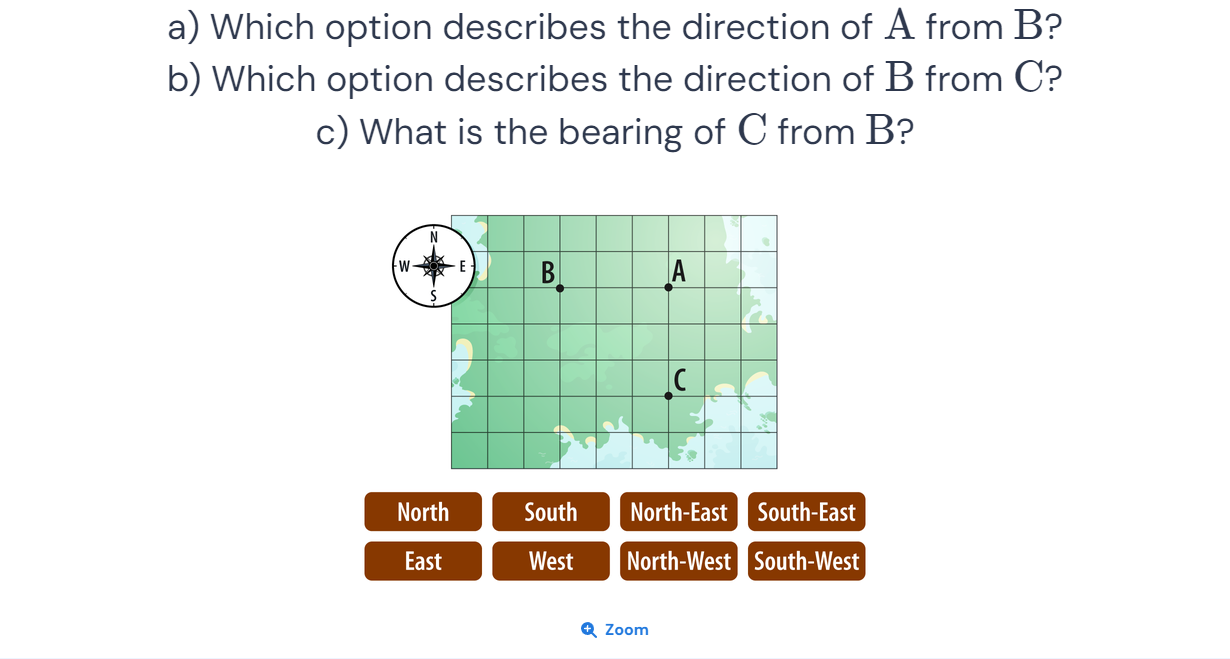 a) Which option describes the direction of A from B?
b) Which option describes the direction of B from C?
c) What is the bearing of C from B?
N
W E
S
B
A
C
North South North-East South-East
East West North-West South-West
Zoom